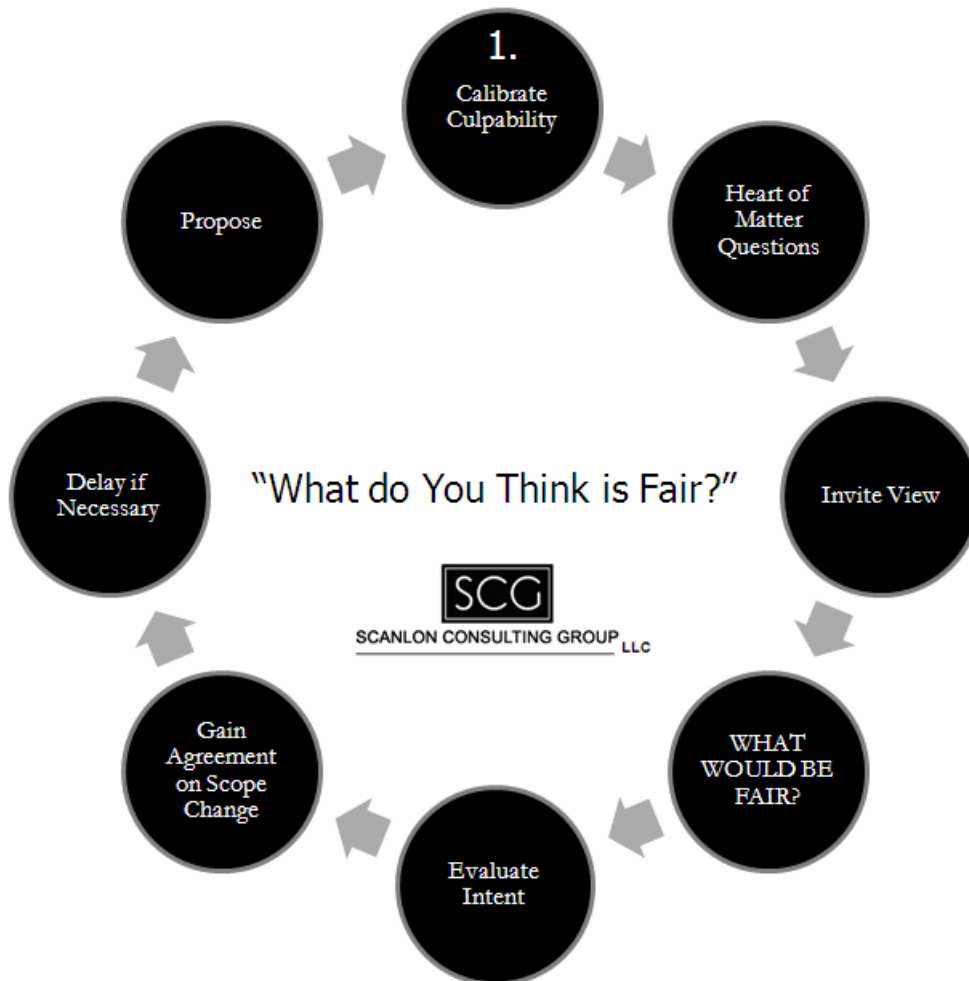 1.
Calibrate
Culpability
Heart of
Matter
Questions
Invite View
WHAT
WOULD BE
FAIR?
Evaluate
Intent
Gain
Agreement
on Scope
Change
Delay if
Necessary
Propose
“What do You Think is Fair?”
SCG
SCANLON CONSULTING GROUP LLC